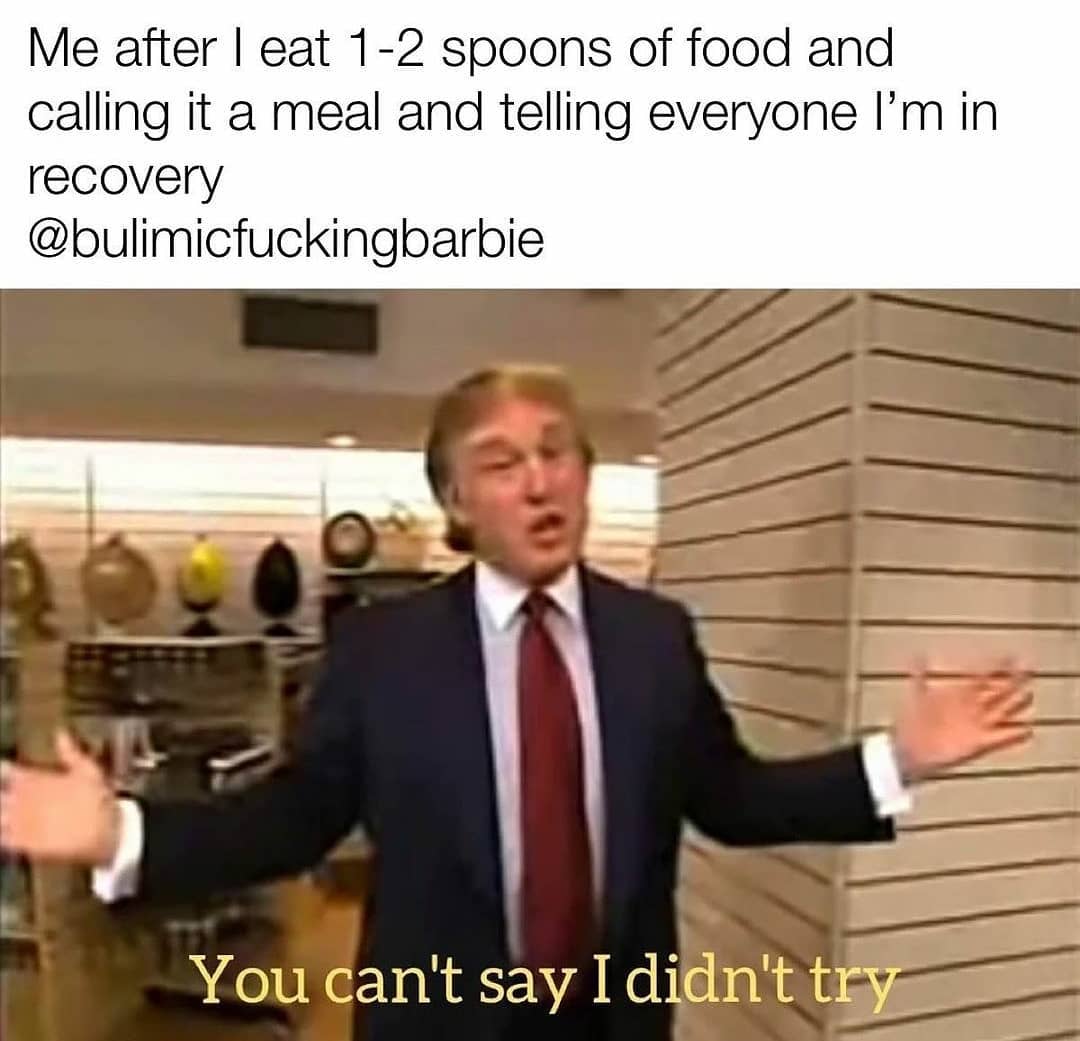 Me after I eat 1-2 spoons of food and
calling it a meal and telling everyone I’m in
recovery
@bulimicfuckingbarbie
You can't say I didn't try